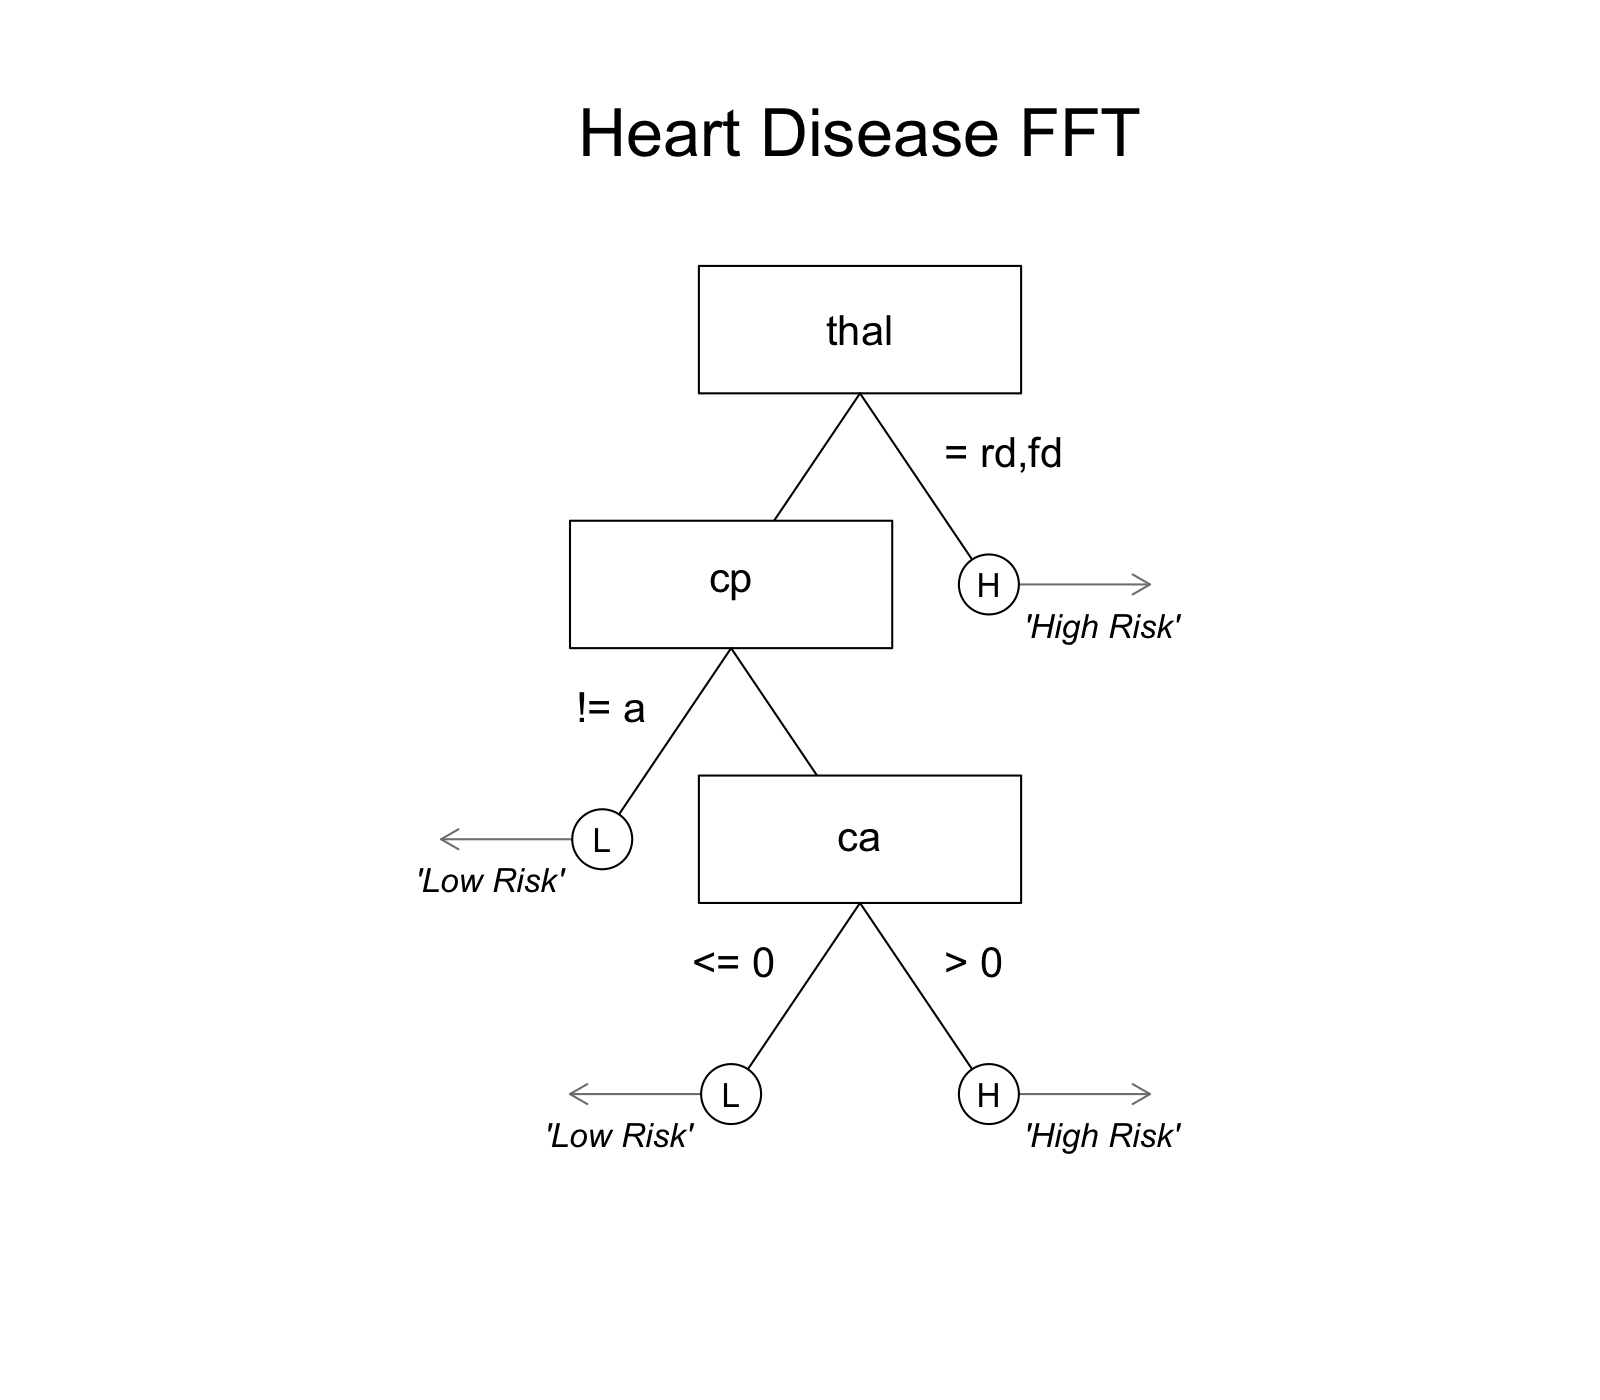 Heart Disease FFT
thal
= rd,fd
cp
H
'High Risk'
!= a
L
'Low Risk'
ca
<= 0
> 0
L
'Low Risk'
H
'High Risk'